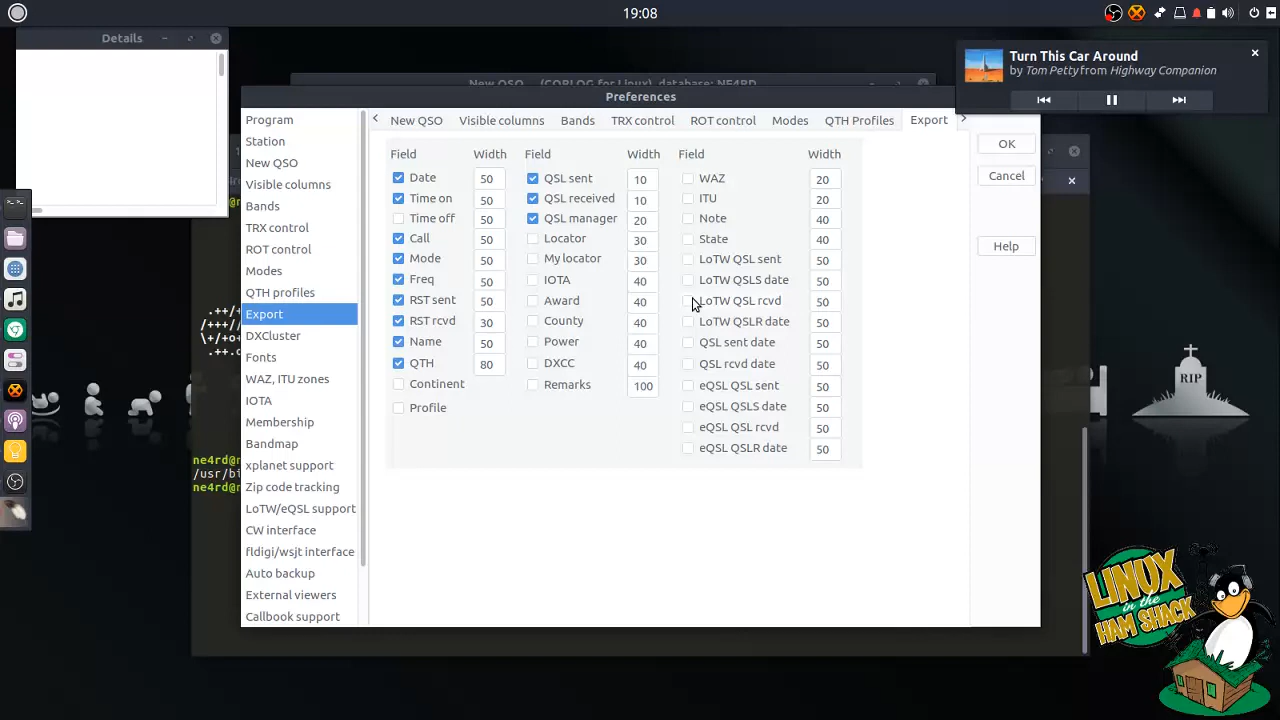 19:08
Details
Turn This Car Around
by Tom Petty from Highway Companion
New QSO ... (CQRLOG for Linux), database: NE4RD
Preferences
Program
Station
New QSO
Visible columns
Bands
TRX control
ROT control
Modes
QTH profiles
Export
DXCluster
Fonts
WAZ, ITU zones
IOTA
Membership
Bandmap
xplanet support
Zip code tracking
LoTW/eQSL support
CW interface
fldigi/wsjt interface
Auto backup
External viewers
Callbook support
New QSO Visible columns Bands TRX control ROT control Modes QTH Profiles Export
Field Width Field Width Field Width
Date 50 QSL sent 10 WAZ 20
Time on 50 QSL received 10 ITU 20
Time off 50 QSL manager 20 Note 40
Call 50 Locator 30 State 40
Mode 50 My locator 30 LoTW QSL sent 50
Freq 50 IOTA 40 LoTW QSLS date 50
RST sent 50 Award 40 LoTW QSL rcvd 50
RST rcvd 30 County 40 LoTW QSLR date 50
Name 50 Power 40 QSL sent date 50
QTH 80 DXCC 40 QSL rcvd date 50
Continent Remarks 100 eQSL QSL sent 50
Profile eQSL QSLS date 50
eQSL QSL rcvd 50
eQSL QSLR date 50
OK
Cancel
Help
.++/+
/+++//
\+/+o+
.++.o
ne4rd@
/usr/bi
ne4rd@
RIP
LINUX
in the
HAM SHACK